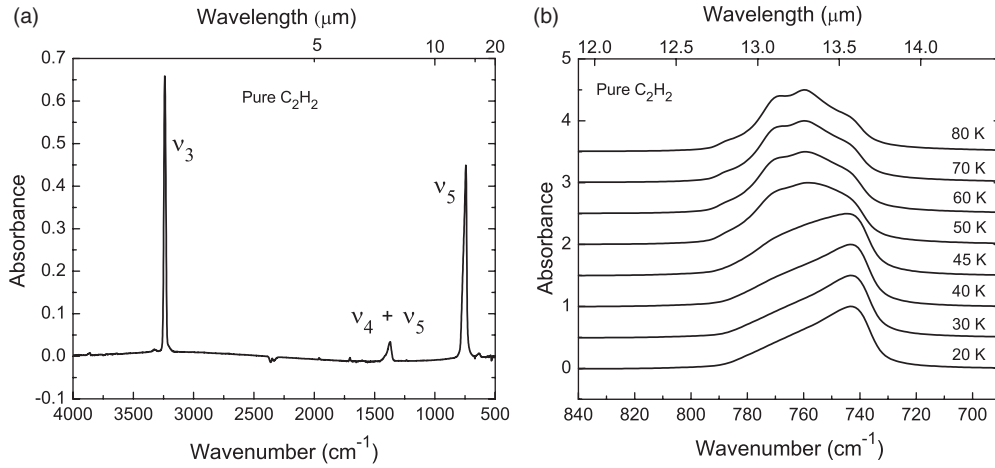 (a)
Wavelength (μm)
5 10 15 20
0.7
0.6
0.5
0.4
0.3
0.2
0.1
0.0
-0.1
Absorbance
Pure C₂H₂
ν₃
ν₅
ν₄ + ν₅
4000 3500 3000 2500 2000 1500 1000 500
Wavenumber (cm⁻¹)
(b)
Wavelength (μm)
12.0 12.5 13.0 13.5 14.0
5
4
3
2
1
0
Absorbance
Pure C₂H₂
80 K
70 K
60 K
50 K
45 K
40 K
30 K
20 K
840 820 800 780 760 740 720 700
Wavenumber (cm⁻¹)